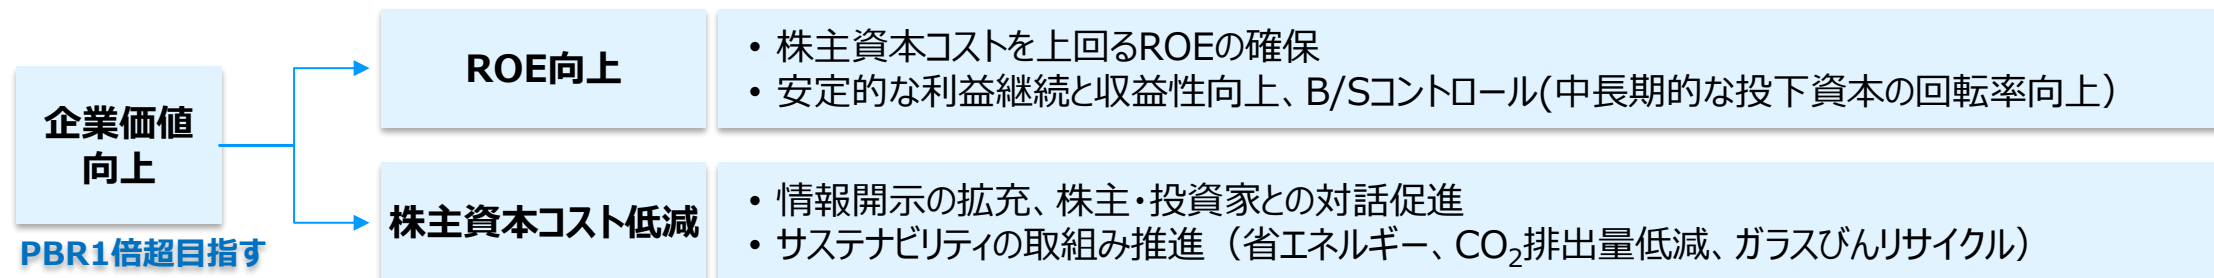 企業価値
向上
PBR1倍超目指す
ROE向上
• 株主資本コストを上回るROEの確保
• 安定的な利益継続と収益性向上、B/Sコントロール(中長期的な投下資本の回転率向上）
株主資本コスト低減
• 情報開示の拡充、株主・投資家との対話促進
• サステナビリティの取組み推進（省エネルギー、CO₂排出量低減、ガラスびんリサイクル）